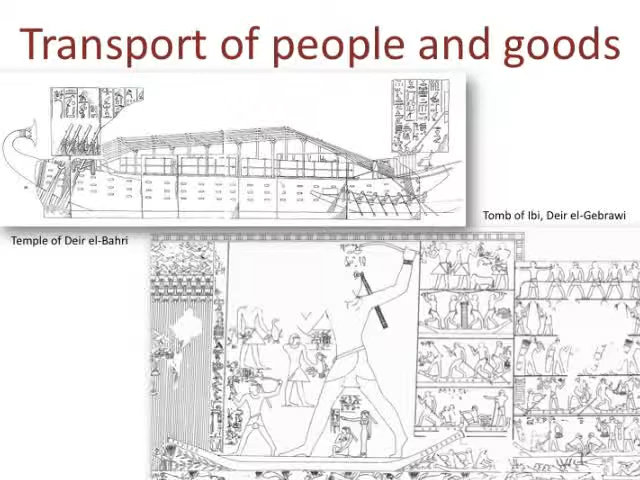 Transport of people and goods
Tomb of Ibi, Deir el-Gebrawi
Temple of Deir el-Bahri